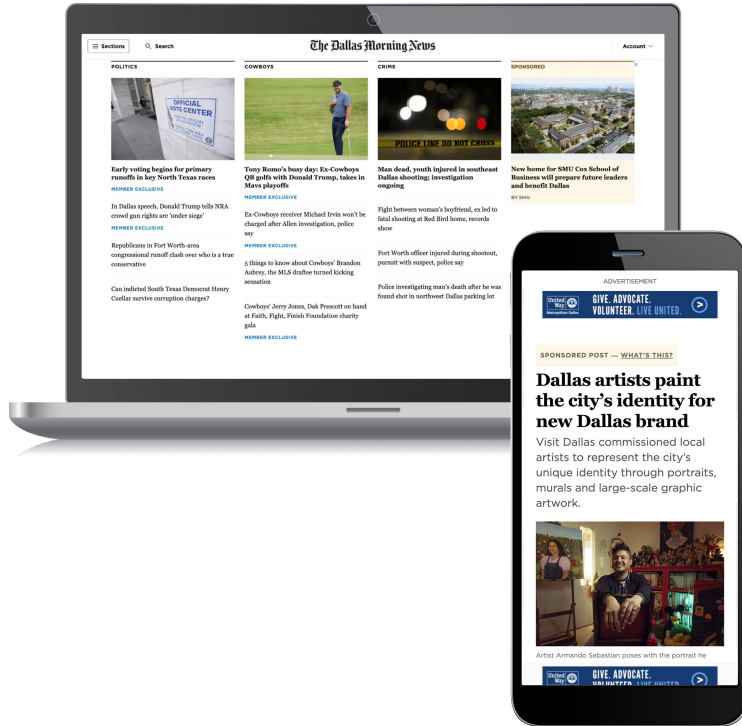 Sections
Search
The Dallas Morning News
Account
POLITICS
OFFICIAL
VOTE CENTER
Early voting begins for primary
runoffs in key North Texas races
MEMBER EXCLUSIVE
In Dallas speech, Donald Trump tells NRA
crowd gun rights are 'under siege'
MEMBER EXCLUSIVE
Republicans in Fort Worth-area
congressional runoff clash over who is a true
conservative
Can indicted South Texas Democrat Henry
Cuellar survive corruption charges?
COWBOYS
Tony Romo's busy day: Ex-Cowboys
QB golfs with Donald Trump, takes in
Mavs playoffs
MEMBER EXCLUSIVE
Ex-Cowboys receiver Michael Irvin won't be
charged after Allen investigation, police
say
MEMBER EXCLUSIVE
5 things to know about Cowboys' Brandon
Aubrey, the MLS draftee turned kicking
sensation
Cowboys' Jerry Jones, Dak Prescott on hand
at Faith, Fight, Finish Foundation charity
gala
MEMBER EXCLUSIVE
CRIME
POLICE LINE DO NOT CROSS
Man dead, youth injured in southeast
Dallas shooting; investigation
ongoing
Fight between woman's boyfriend, ex led to
fatal shooting at Red Bird home, records
show
Fort Worth officer injured during shootout,
pursuit with suspect, police say
Police investigating man's death after he was
found shot in northwest Dallas parking lot
SPONSORED
New home for SMU Cox School of
Business will prepare future leaders
and benefit Dallas
BY SMU
ADVERTISEMENT
United
Way
Metropolitan Dallas
GIVE. ADVOCATE.
VOLUNTEER. LIVE UNITED.
SPONSORED POST — WHAT'S THIS?
Dallas artists paint
the city's identity for
new Dallas brand
Visit Dallas commissioned local
artists to represent the city's
unique identity through portraits,
murals and large-scale graphic
artwork.
Artist Armando Sebastian poses with the portrait he
United
Way
GIVE. ADVOCATE.
VOLUNTEER. LIVE UNITED.